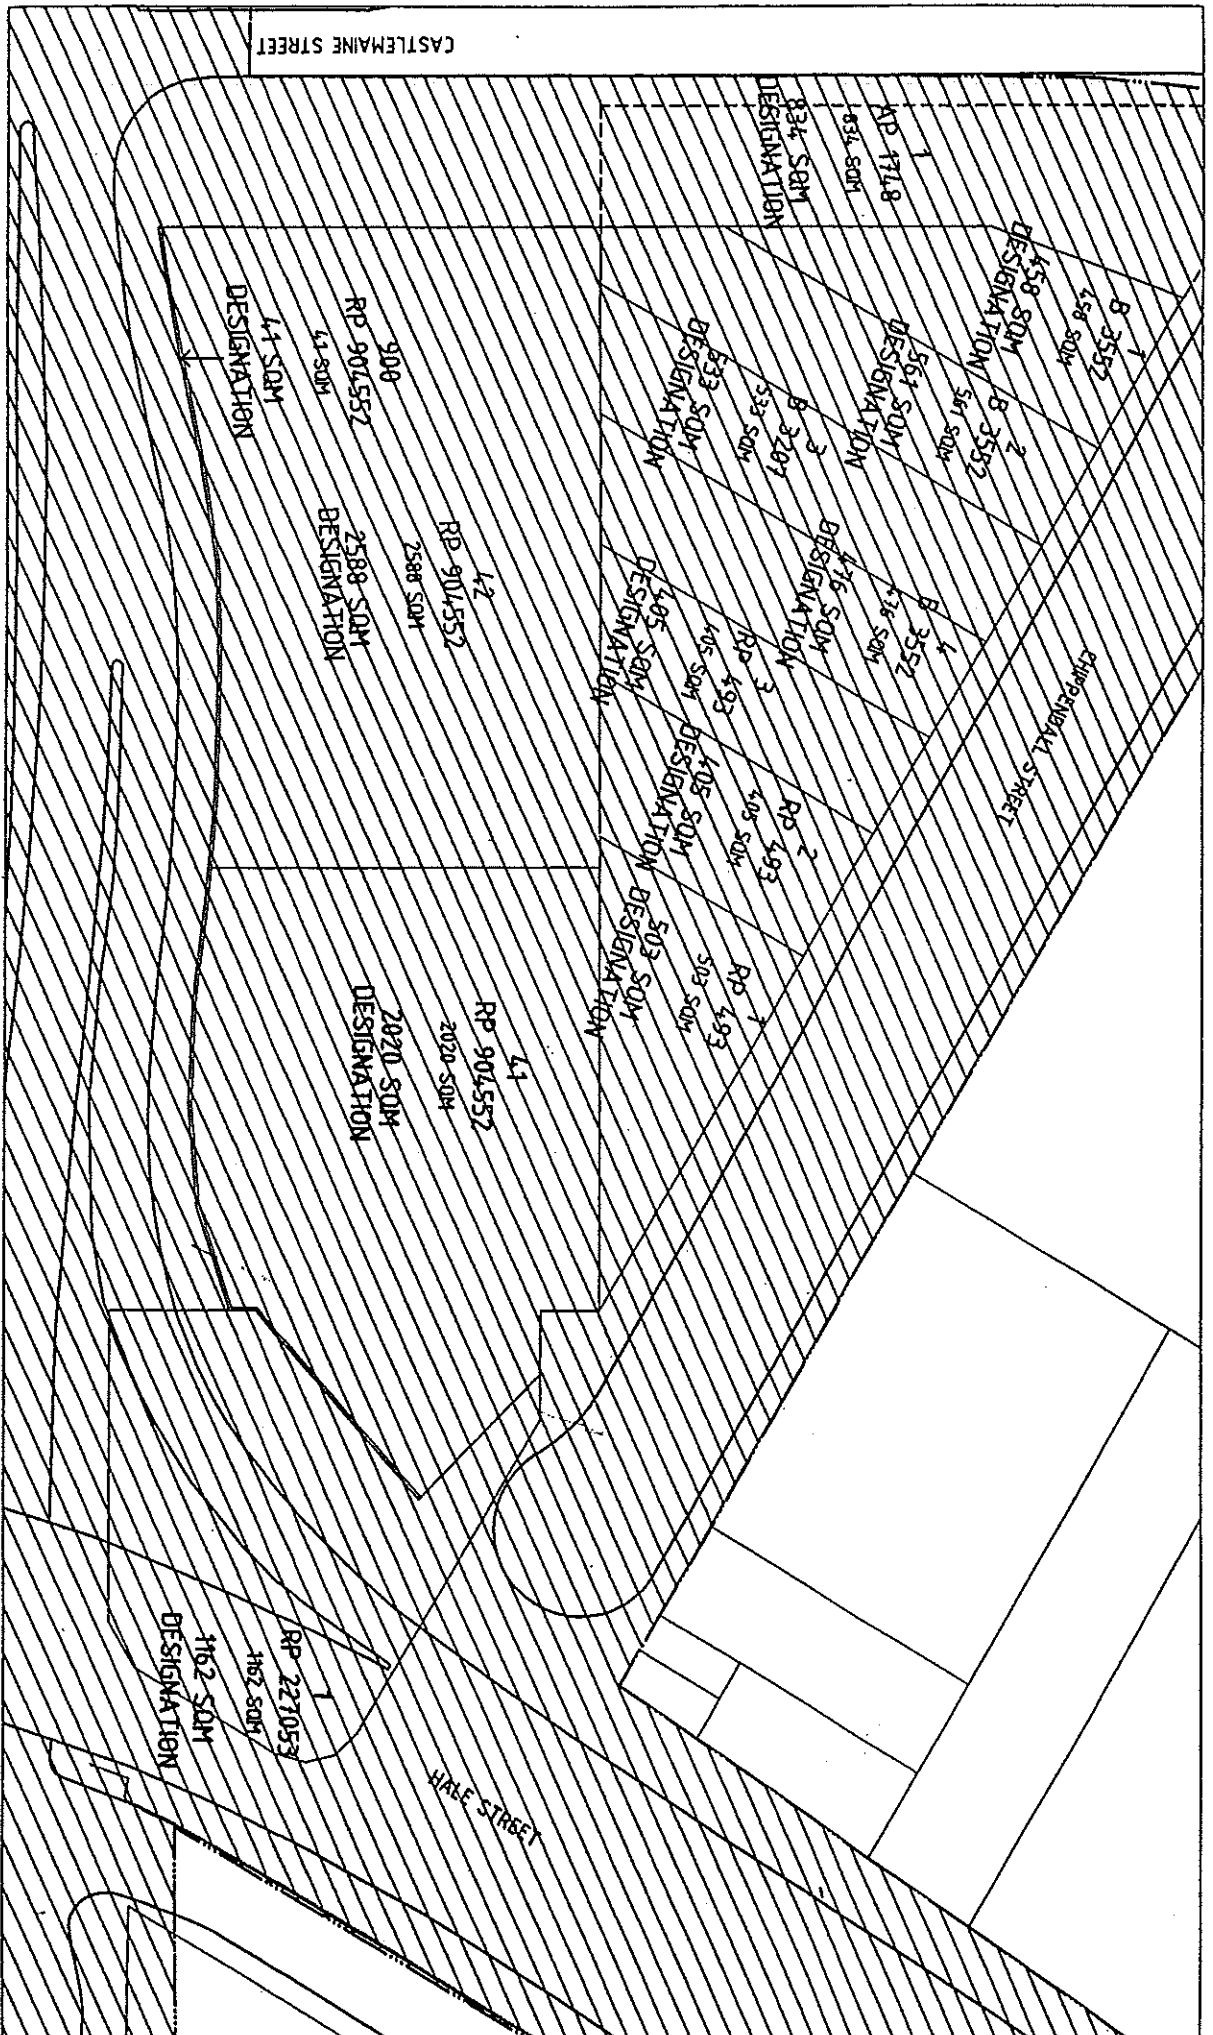 CASTLEMAINE STREET
1
AP 1748
834 SQM
834 SQM
DESIGNATION
1
B 3552
458 SQM
458 SQM
DESIGNATION
2
B 3552
561 SQM
561 SQM
DESIGNATION
3
B 3207
533 SQM
533 SQM
DESIGNATION
4
B 3552
476 SQM
476 SQM
DESIGNATION
3
RP 493
405 SQM
405 SQM
DESIGNATION
2
RP 493
405 SQM
405 SQM
DESIGNATION
1
RP 493
503 SQM
503 SQM
DESIGNATION
CHIPPENDALL STREET
900
RP 904552
41 SQM
41 SQM
DESIGNATION
42
RP 904552
2588 SQM
2588 SQM
DESIGNATION
41
RP 904552
2020 SQM
2020 SQM
DESIGNATION
1
RP 227053
1162 SQM
1162 SQM
DESIGNATION
HALE STREET